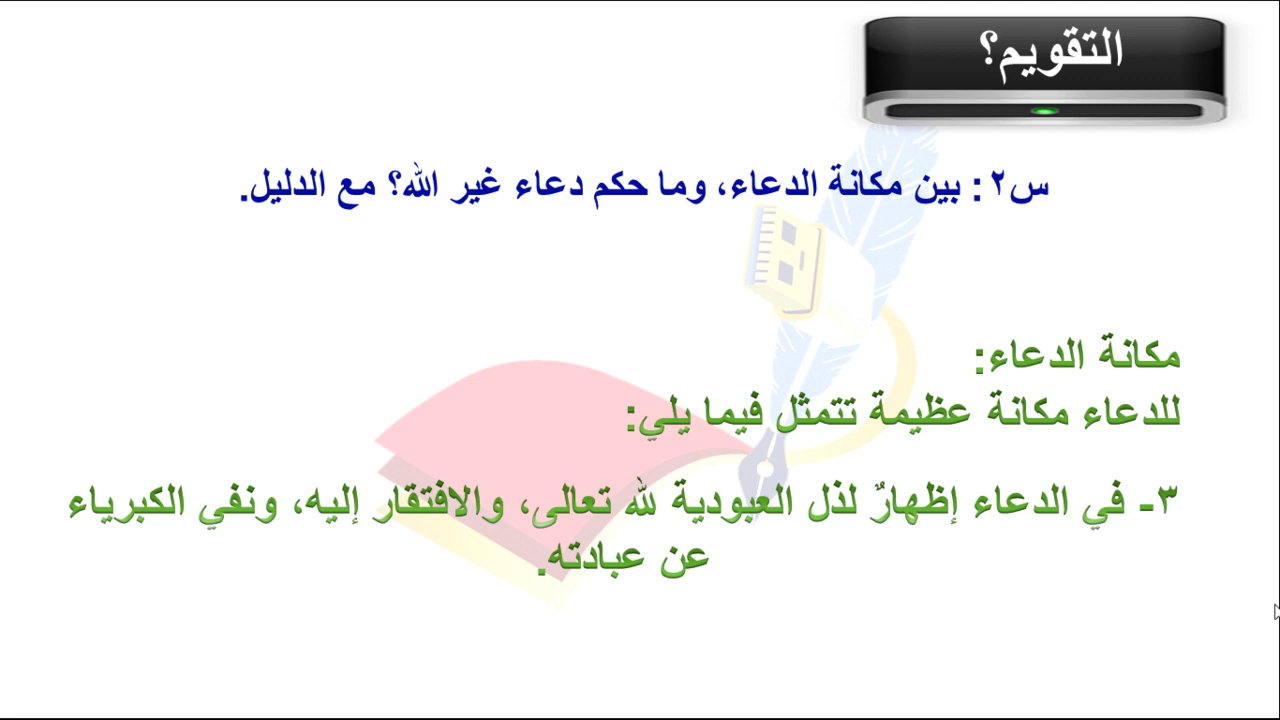 التقويم؟
س٢ : بين مكانة الدعاء، وما حكم دعاء غير الله؟ مع الدليل.
مكانة الدعاء:
للدعاء مكانة عظيمة تتمثل فيما يلي:
٣- في الدعاء إظهارٌ لذل العبودية لله تعالى، والافتقار إليه، ونفي الكبرياء
عن عبادته.